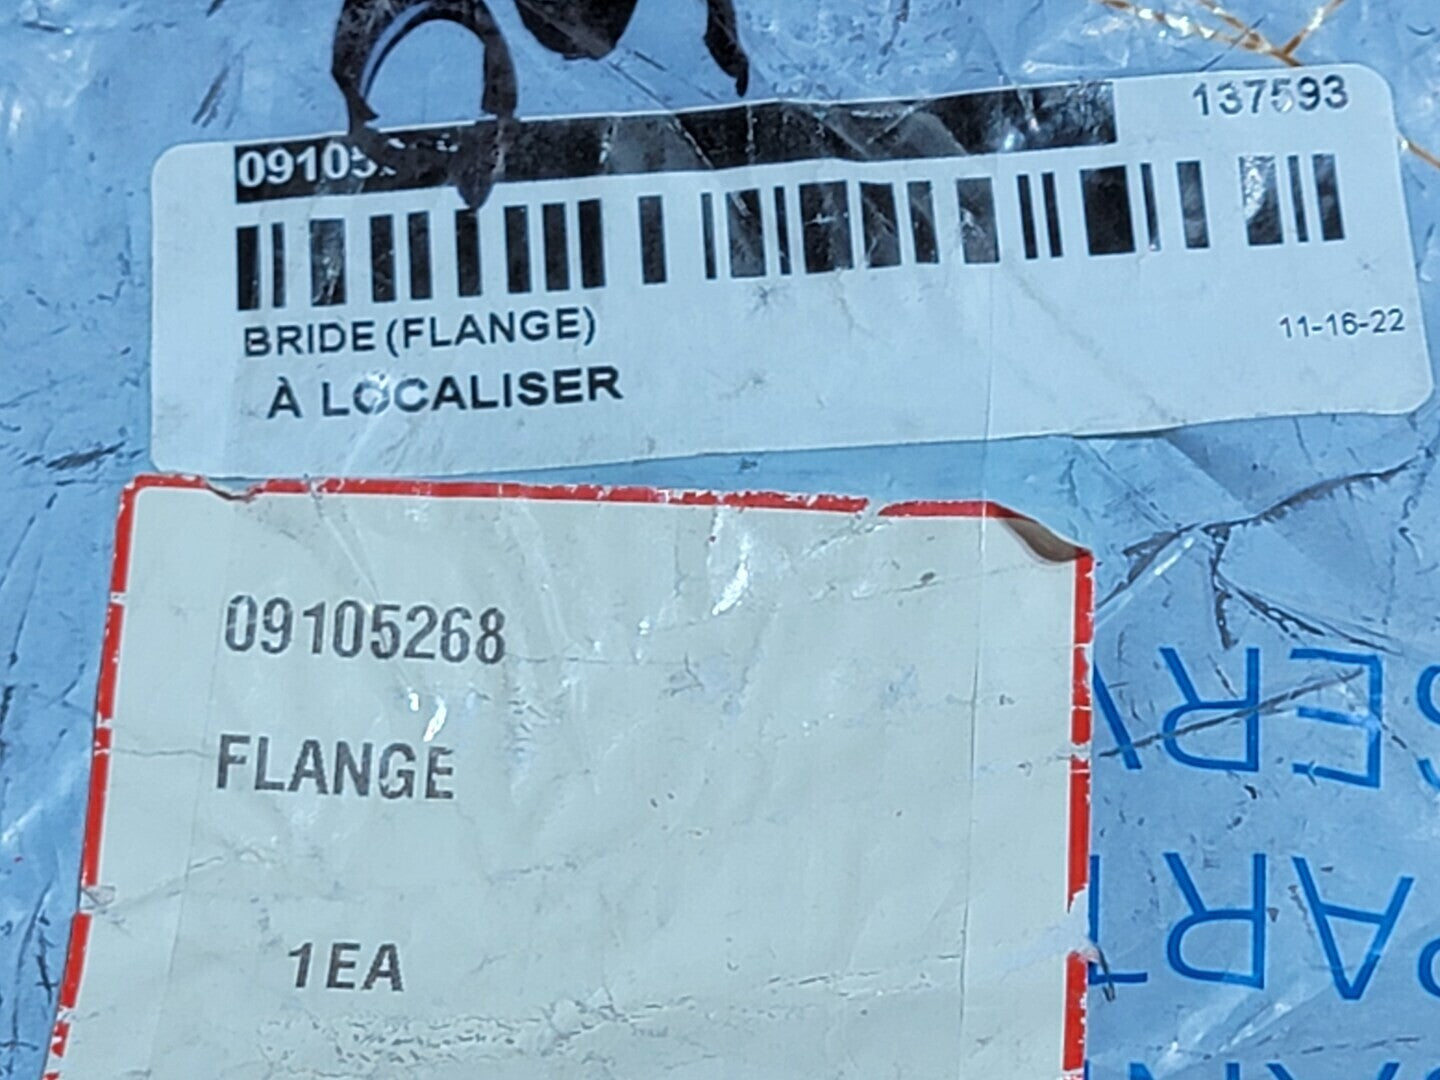 137593
BRIDE (FLANGE)
11-16-22
À LOCALISER
09105268
FLANGE
1EA